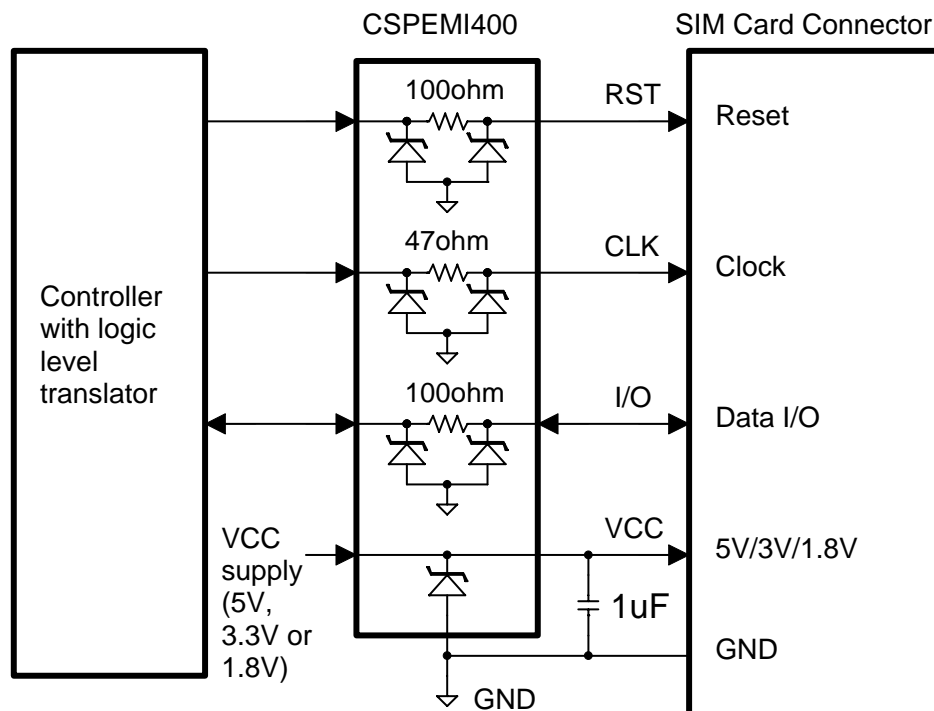 CSPEMI400
SIM Card Connector
100ohm
RST
Reset
47ohm
CLK
Clock
Controller
with logic
level
translator
100ohm
I/O
Data I/O
VCC
supply
(5V,
3.3V or
1.8V)
VCC
5V/3V/1.8V
1uF
GND
GND